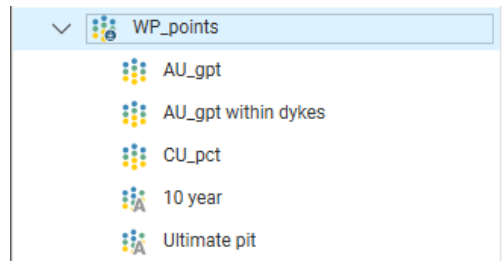 WP_points
AU_gpt
AU_gpt within dykes
CU_pct
10 year
Ultimate pit